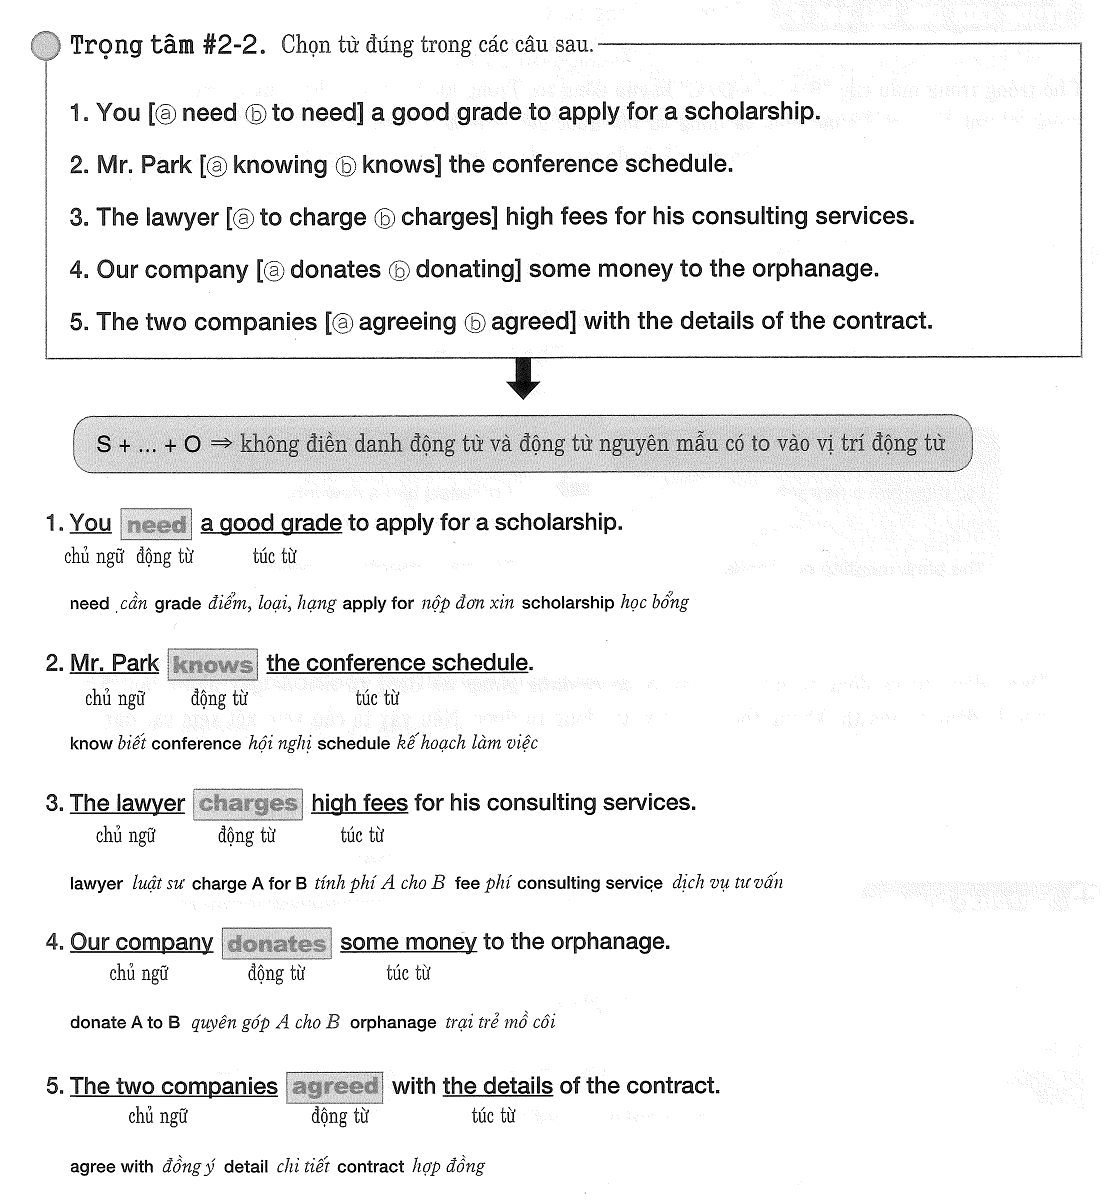 Trọng tâm #2-2. Chọn từ đúng trong các câu sau.
1. You [ⓐ need ⓑ to need] a good grade to apply for a scholarship.
2. Mr. Park [ⓐ knowing ⓑ knows] the conference schedule.
3. The lawyer [ⓐ to charge ⓑ charges] high fees for his consulting services.
4. Our company [ⓐ donates ⓑ donating] some money to the orphanage.
5. The two companies [ⓐ agreeing ⓑ agreed] with the details of the contract.
S + ... + O ⇒ không điền danh động từ và động từ nguyên mẫu có to vào vị trí động từ
1. You need a good grade to apply for a scholarship.
chủ ngữ động từ túc từ
need cần grade điểm, loại, hạng apply for nộp đơn xin scholarship học bổng
2. Mr. Park knows the conference schedule.
chủ ngữ động từ túc từ
know biết conference hội nghị schedule kế hoạch làm việc
3. The lawyer charges high fees for his consulting services.
chủ ngữ động từ túc từ
lawyer luật sư charge A for B tính phí A cho B fee phí consulting service dịch vụ tư vấn
4. Our company donates some money to the orphanage.
chủ ngữ động từ túc từ
donate A to B quyên góp A cho B orphanage trại trẻ mồ côi
5. The two companies agreed with the details of the contract.
chủ ngữ động từ túc từ
agree with đồng ý detail chi tiết contract hợp đồng